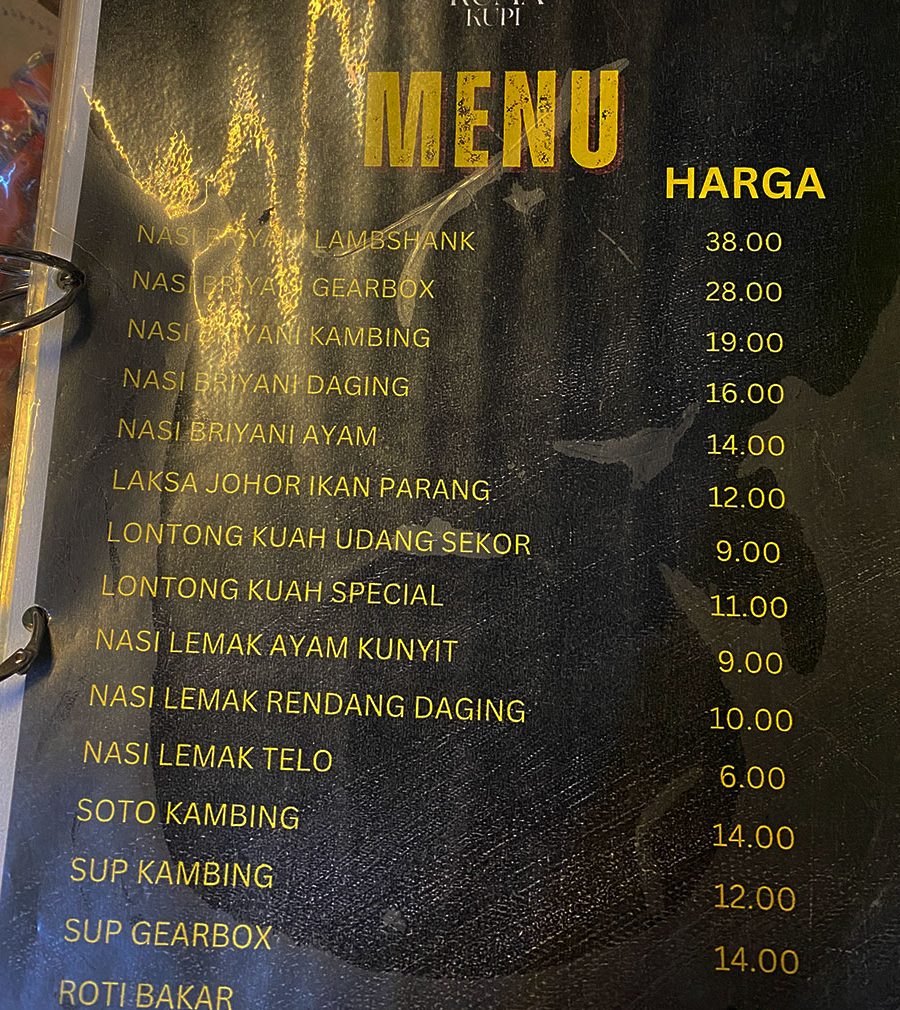 KUPI
MENU
HARGA
NASI BRIYANI LAMBSHANK 38.00
NASI BRIYANI GEARBOX 28.00
NASI BRIYANI KAMBING 19.00
NASI BRIYANI DAGING 16.00
NASI BRIYANI AYAM 14.00
LAKSA JOHOR IKAN PARANG 12.00
LONTONG KUAH UDANG SEKOR 9.00
LONTONG KUAH SPECIAL 11.00
NASI LEMAK AYAM KUNYIT 9.00
NASI LEMAK RENDANG DAGING 10.00
NASI LEMAK TELO 6.00
SOTO KAMBING 14.00
SUP KAMBING 12.00
SUP GEARBOX 14.00
ROTI BAKAR